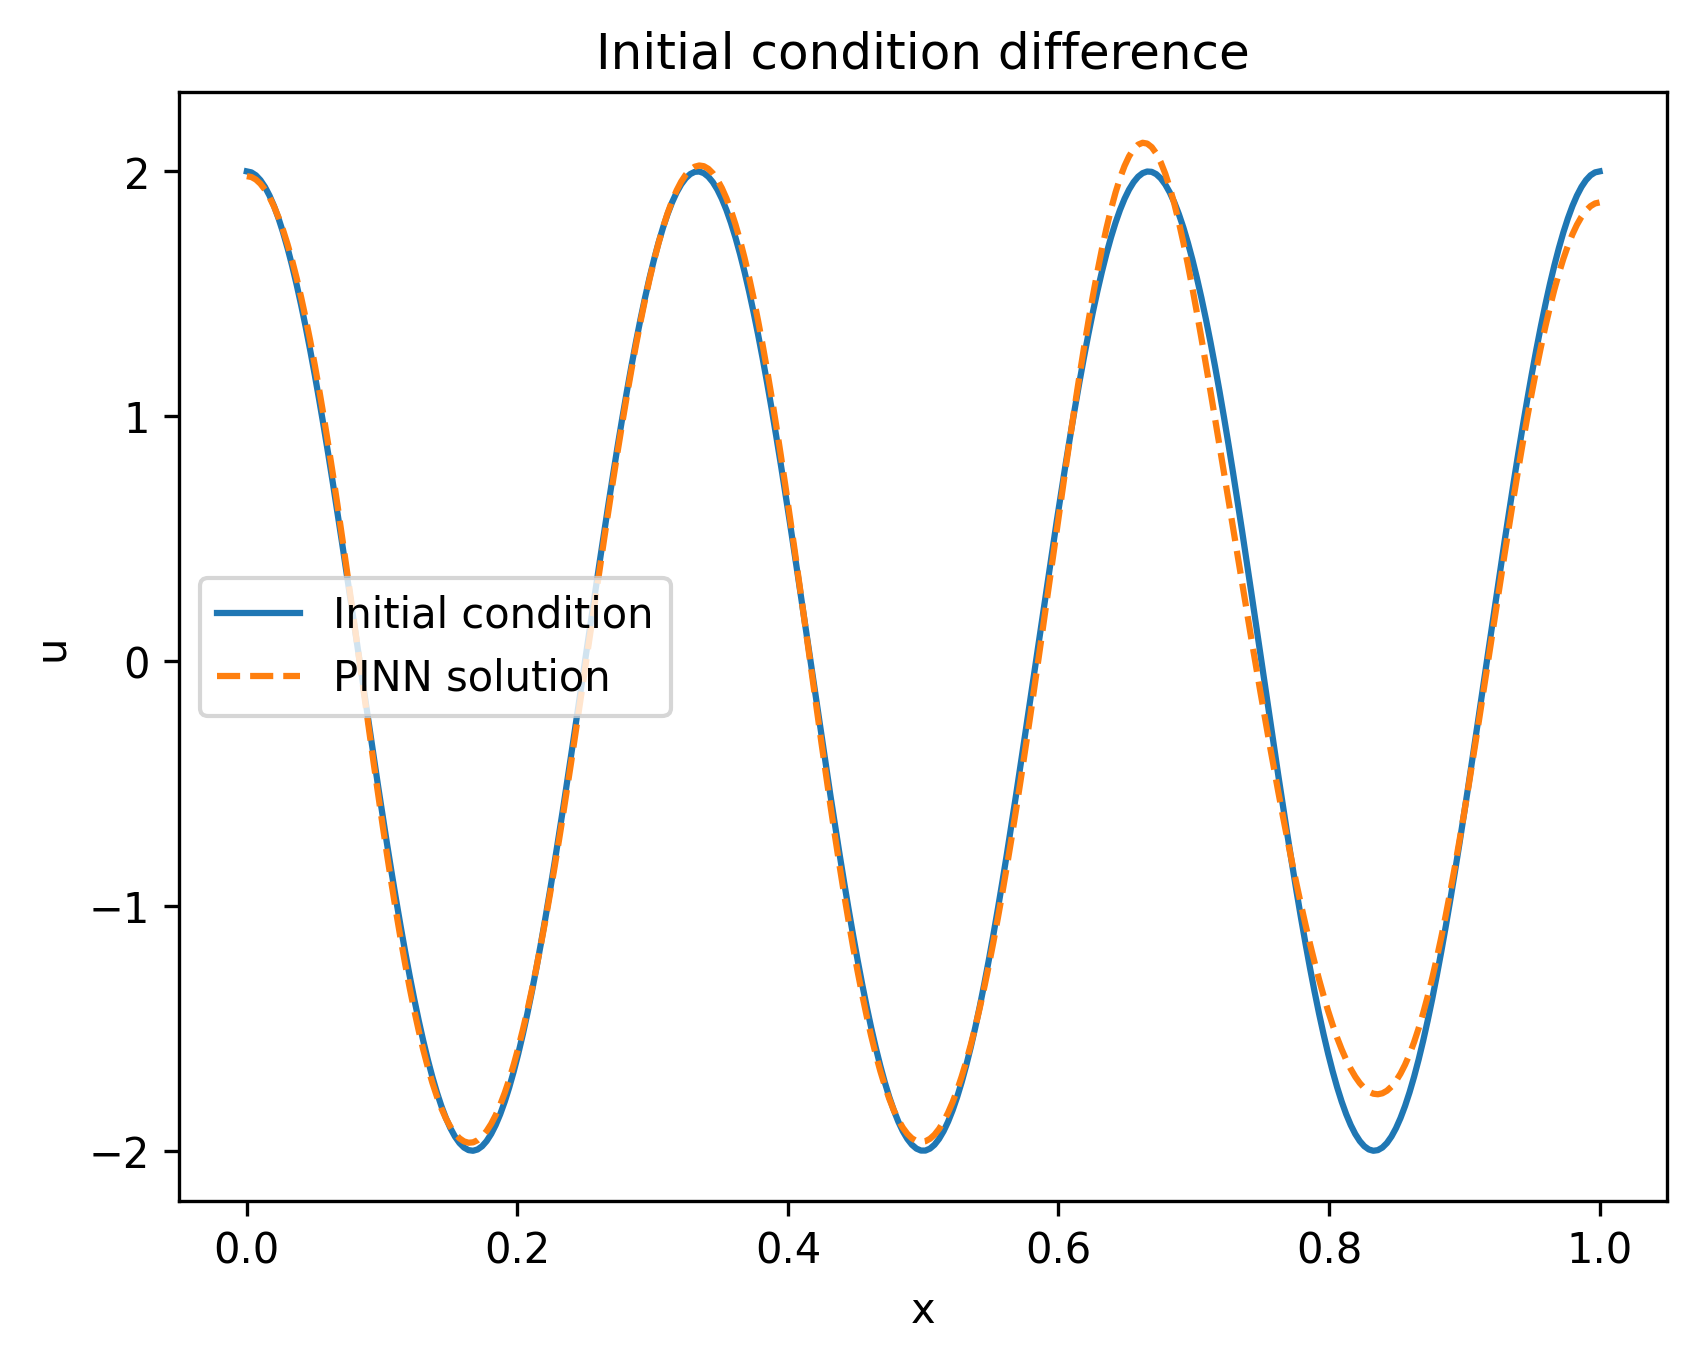 Initial condition difference
2
1
0
−1
−2
u
Initial condition
PINN solution
0.0 0.2 0.4 0.6 0.8 1.0
x